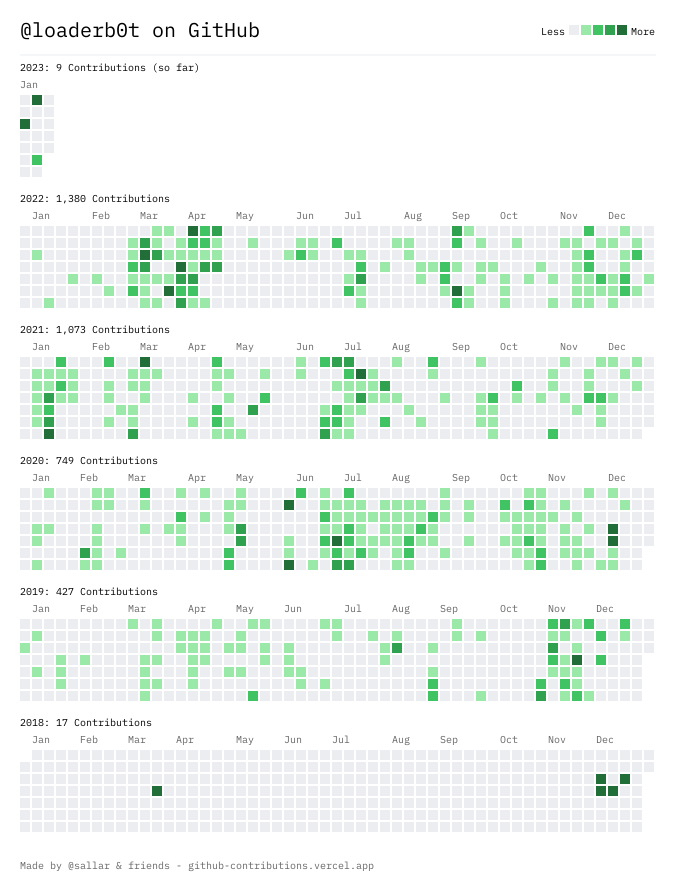 @loaderb0t on GitHub
Less More
2023: 9 Contributions (so far)
Jan
2022: 1,380 Contributions
Jan Feb Mar Apr May Jun Jul Aug Sep Oct Nov Dec
2021: 1,073 Contributions
Jan Feb Mar Apr May Jun Jul Aug Sep Oct Nov Dec
2020: 749 Contributions
Jan Feb Mar Apr May Jun Jul Aug Sep Oct Nov Dec
2019: 427 Contributions
Jan Feb Mar Apr May Jun Jul Aug Sep Oct Nov Dec
2018: 17 Contributions
Jan Feb Mar Apr May Jun Jul Aug Sep Oct Nov Dec
Made by @sallar & friends - github-contributions.vercel.app